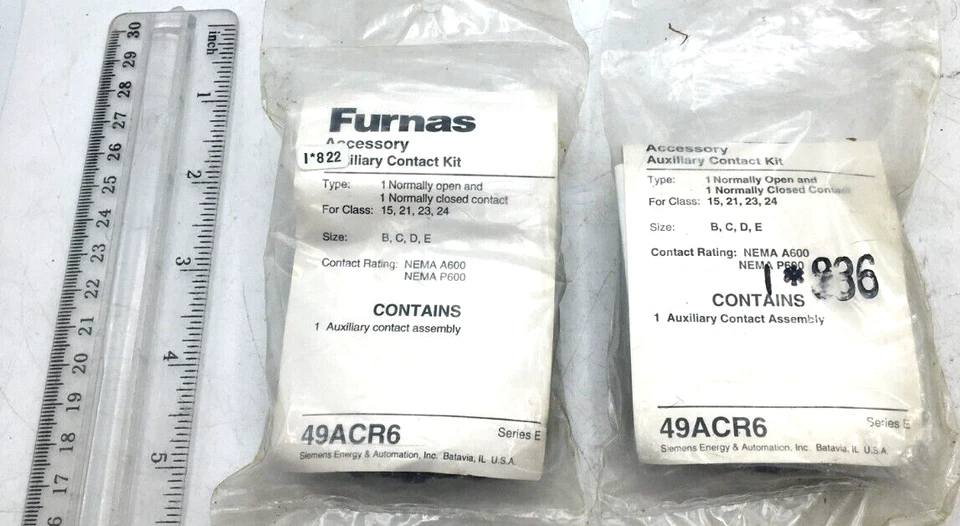 inch
1
2
3
4
5
30
29
28
27
26
25
24
23
22
21
20
19
18
17
16
Furnas
Accessory
1*822
iliary Contact Kit
Type: 1 Normally open and
1 Normally closed contact
For Class: 15, 21, 23, 24
Size: B, C, D, E
Contact Rating: NEMA A600
NEMA P600
CONTAINS
1 Auxiliary contact assembly
49ACR6 Series E
Siemens Energy & Automation, Inc. Batavia, IL U.S.A.
Accessory
Auxiliary Contact Kit
Type: 1 Normally Open and
1 Normally Closed Contact
For Class: 15, 21, 23, 24
Size: B, C, D, E
Contact Rating: NEMA A600
NEMA P600
1*836
CONTAINS
1 Auxiliary Contact Assembly
49ACR6 Series E
Siemens Energy & Automation, Inc. Batavia, IL U.S.A.